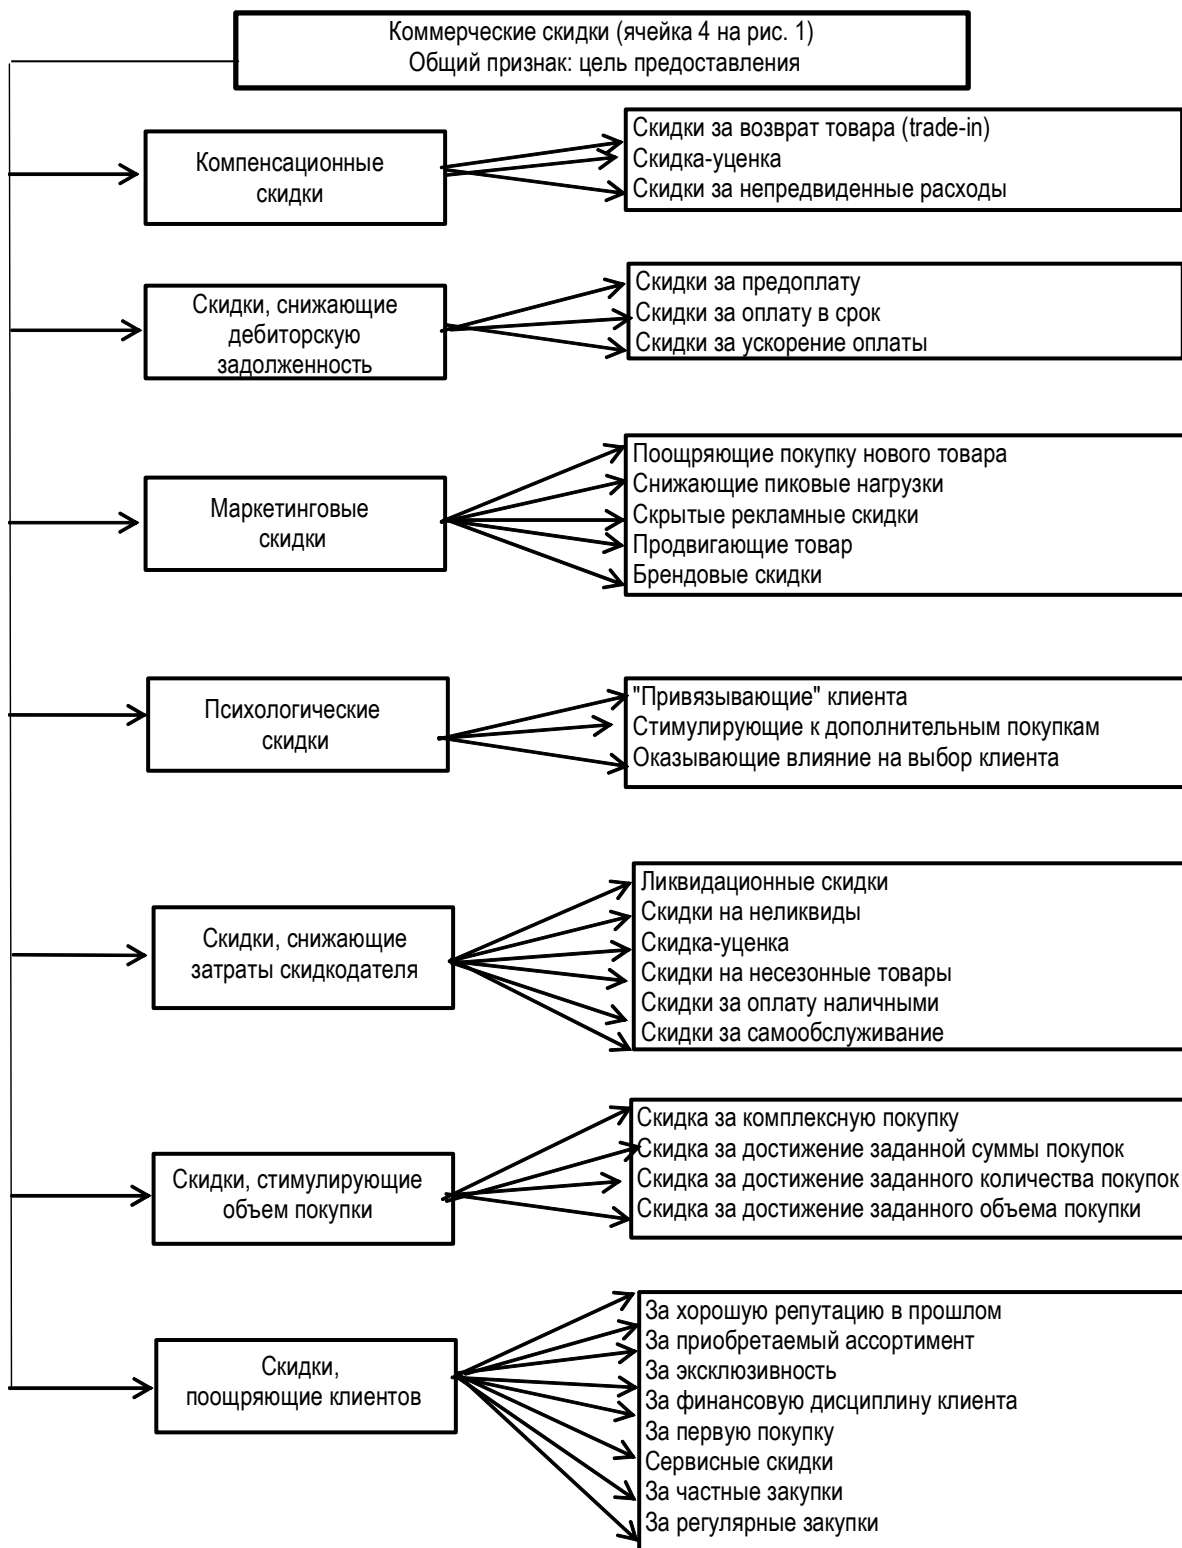 Коммерческие скидки (ячейка 4 на рис. 1)
Общий признак: цель предоставления
Компенсационные
скидки
Скидки за возврат товара (trade-in)
Скидка-уценка
Скидки за непредвиденные расходы
Скидки, снижающие
дебиторскую
задолженность
Скидки за предоплату
Скидки за оплату в срок
Скидки за ускорение оплаты
Маркетинговые
скидки
Поощряющие покупку нового товара
Снижающие пиковые нагрузки
Скрытые рекламные скидки
Продвигающие товар
Брендовые скидки
Психологические
скидки
"Привязывающие" клиента
Стимулирующие к дополнительным покупкам
Оказывающие влияние на выбор клиента
Скидки, снижающие
затраты скидкодателя
Ликвидационные скидки
Скидки на неликвиды
Скидка-уценка
Скидки на несезонные товары
Скидки за оплату наличными
Скидки за самообслуживание
Скидки, стимулирующие
объем покупки
Скидка за комплексную покупку
Скидка за достижение заданной суммы покупок
Скидка за достижение заданного количества покупок
Скидка за достижение заданного объема покупки
Скидки,
поощряющие клиентов
За хорошую репутацию в прошлом
За приобретаемый ассортимент
За эксклюзивность
За финансовую дисциплину клиента
За первую покупку
Сервисные скидки
За частные закупки
За регулярные закупки